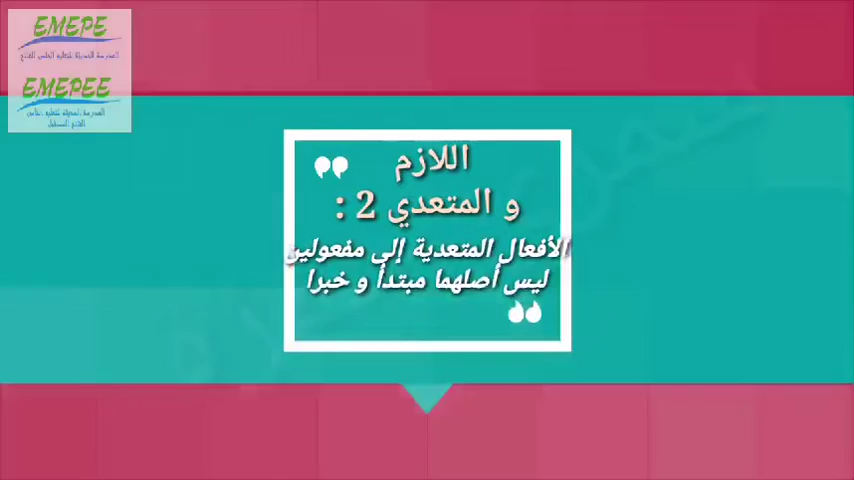 EMEPE
EMEPEE
اللازم
و المتعدي 2 :
الأفعال المتعدية إلى مفعولين
ليس أصلهما مبتدأ و خبرا